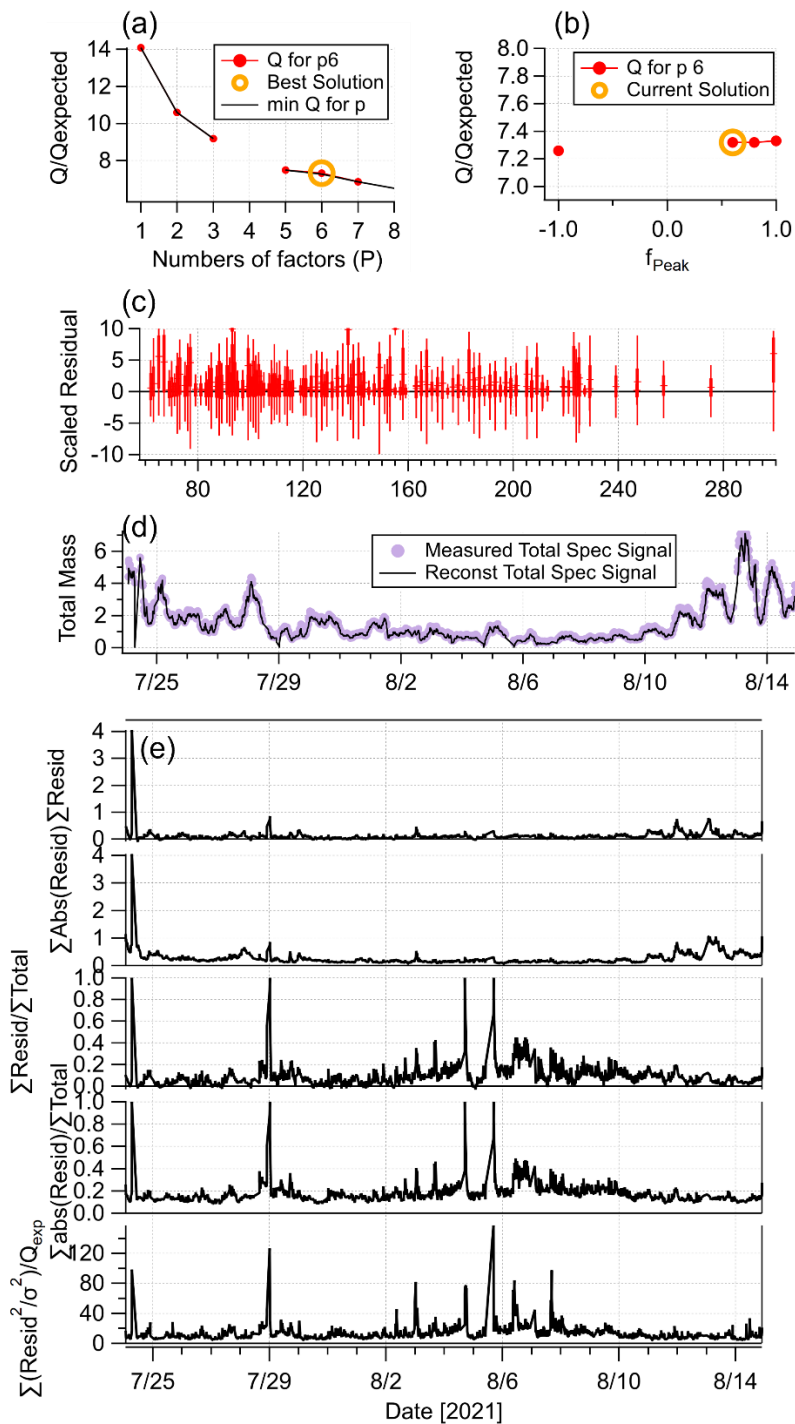 (a)
14
12
10
8
Q/Qexpected
Q for p6
Best Solution
min Q for p
1 2 3 4 5 6 7 8
Numbers of factors (P)
(b)
8.0
7.8
7.6
7.4
7.2
7.0
Q/Qexpected
Q for p 6
Current Solution
-1.0 0.0 1.0
fPeak
(c)
10
5
0
-5
-10
Scaled Residual
80 120 160 200 240 280
(d)
6
4
2
0
Total Mass
Measured Total Spec Signal
Reconst Total Spec Signal
7/25 7/29 8/2 8/6 8/10 8/14
(e)
4
3
2
1
0
ΣResid
4
3
2
1
0
ΣAbs(Resid)
1.0
0.8
0.6
0.4
0.2
0.0
ΣResid/ΣTotal
1.0
0.8
0.6
0.4
0.2
0.0
Σabs(Resid)/ΣTotal
120
80
40
0
Σ(Resid²/σ²)/Qexp
7/25 7/29 8/2 8/6 8/10 8/14
Date [2021]